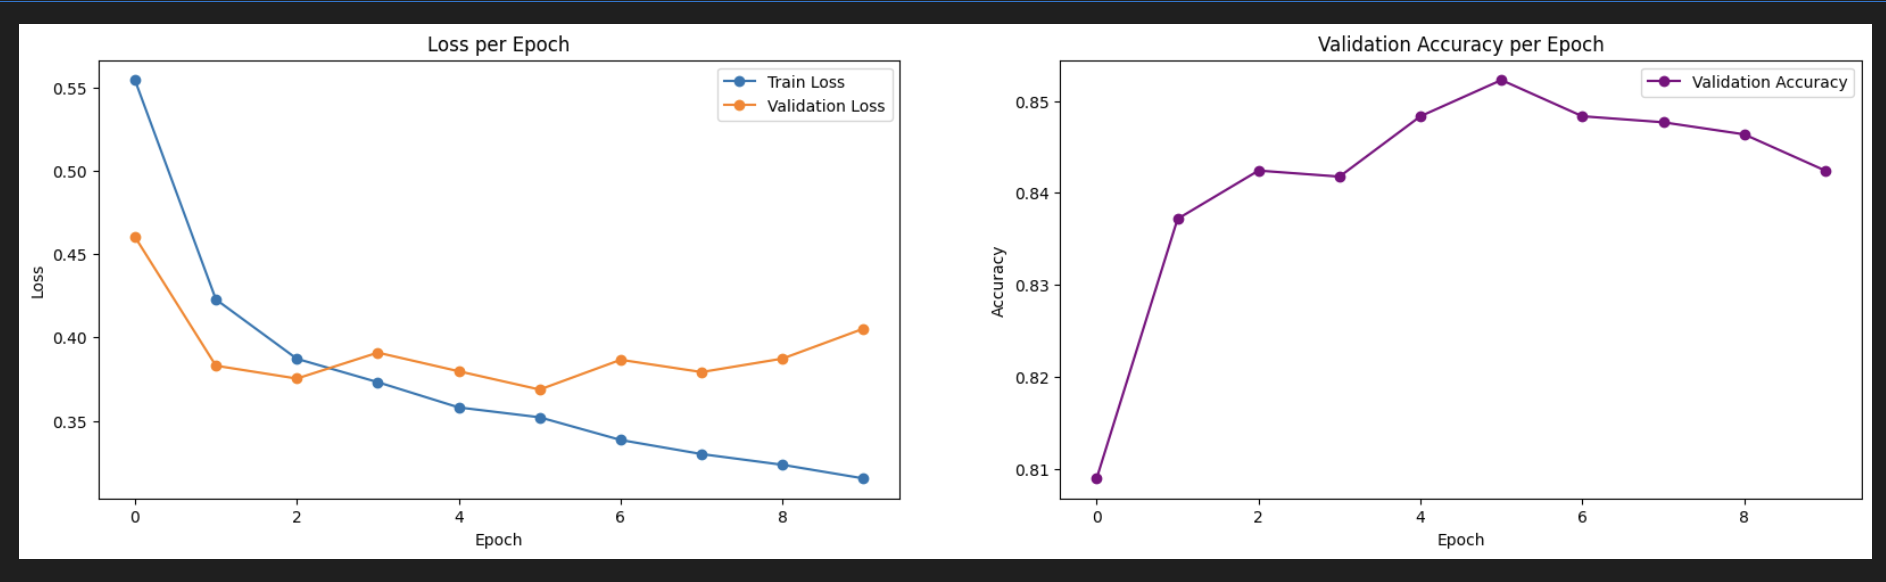 Loss per Epoch
Train Loss
Validation Loss
0.55
0.50
0.45
0.40
0.35
Loss
0 2 4 6 8
Epoch
Validation Accuracy per Epoch
Validation Accuracy
0.85
0.84
0.83
0.82
0.81
Accuracy
0 2 4 6 8
Epoch